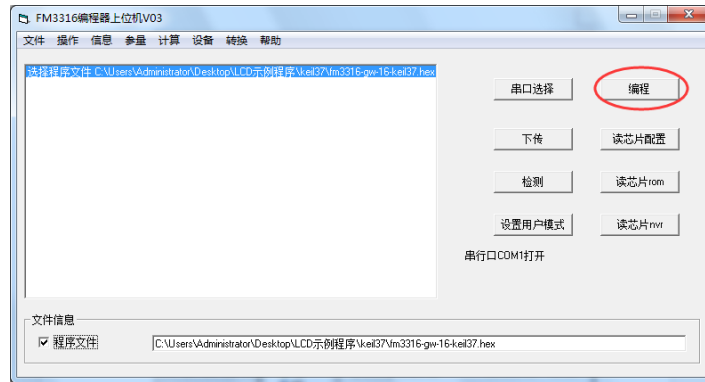 FM3316编程器上位机V03
文件 操作 信息 参量 计算 设备 转换 帮助
选择程序文件 C:\Users\Administrator\Desktop\LCD示例程序\keil37\fm3316-gw-16-keil37.hex
串口选择 编程
下传 读芯片配置
检测 读芯片rom
设置用户模式 读芯片nvr
串行口COM1打开
文件信息
程序文件 C:\Users\Administrator\Desktop\LCD示例程序\keil37\fm3316-gw-16-keil37.hex